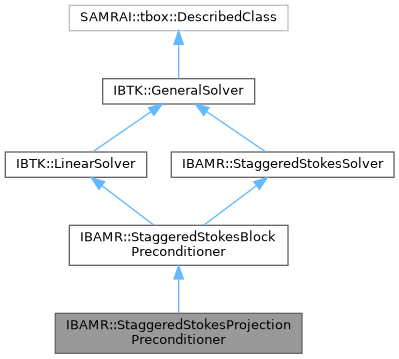 SAMRAI::tbox::DescribedClass
IBTK::GeneralSolver
IBTK::LinearSolver
IBAMR::StaggeredStokesSolver
IBAMR::StaggeredStokesBlock
Preconditioner
IBAMR::StaggeredStokesProjection
Preconditioner